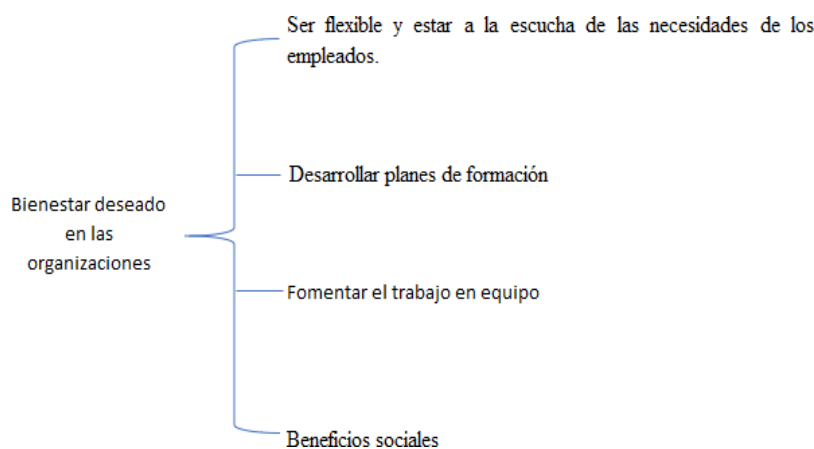 Ser flexible y estar a la escucha de las necesidades de los
empleados.
Desarrollar planes de formación
Bienestar deseado
en las
organizaciones
Fomentar el trabajo en equipo
Beneficios sociales